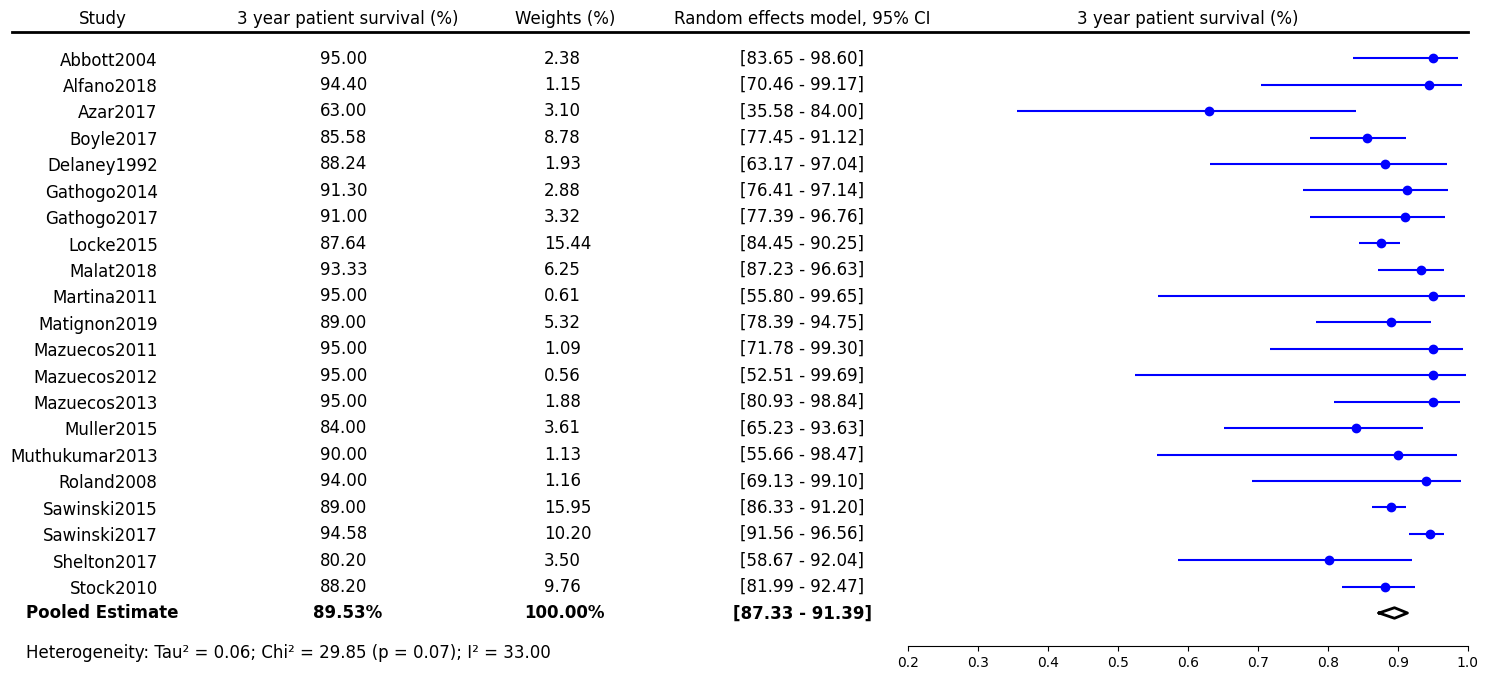 Study 3 year patient survival (%) Weights (%) Random effects model, 95% CI 3 year patient survival (%)
Abbott2004 95.00 2.38 [83.65 - 98.60]
Alfano2018 94.40 1.15 [70.46 - 99.17]
Azar2017 63.00 3.10 [35.58 - 84.00]
Boyle2017 85.58 8.78 [77.45 - 91.12]
Delaney1992 88.24 1.93 [63.17 - 97.04]
Gathogo2014 91.30 2.88 [76.41 - 97.14]
Gathogo2017 91.00 3.32 [77.39 - 96.76]
Locke2015 87.64 15.44 [84.45 - 90.25]
Malat2018 93.33 6.25 [87.23 - 96.63]
Martina2011 95.00 0.61 [55.80 - 99.65]
Matignon2019 89.00 5.32 [78.39 - 94.75]
Mazuecos2011 95.00 1.09 [71.78 - 99.30]
Mazuecos2012 95.00 0.56 [52.51 - 99.69]
Mazuecos2013 95.00 1.88 [80.93 - 98.84]
Muller2015 84.00 3.61 [65.23 - 93.63]
Muthukumar2013 90.00 1.13 [55.66 - 98.47]
Roland2008 94.00 1.16 [69.13 - 99.10]
Sawinski2015 89.00 15.95 [86.33 - 91.20]
Sawinski2017 94.58 10.20 [91.56 - 96.56]
Shelton2017 80.20 3.50 [58.67 - 92.04]
Stock2010 88.20 9.76 [81.99 - 92.47]
Pooled Estimate 89.53% 100.00% [87.33 - 91.39]
Heterogeneity: Tau² = 0.06; Chi² = 29.85 (p = 0.07); I² = 33.00
0.2 0.3 0.4 0.5 0.6 0.7 0.8 0.9 1.0